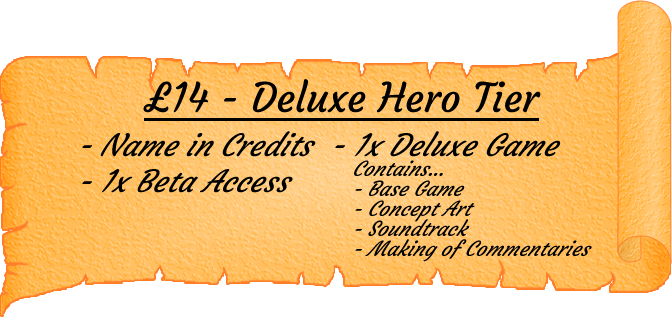 £14 - Deluxe Hero Tier
- Name in Credits
- 1x Beta Access
- 1x Deluxe Game
Contains...
- Base Game
- Concept Art
- Soundtrack
- Making of Commentaries